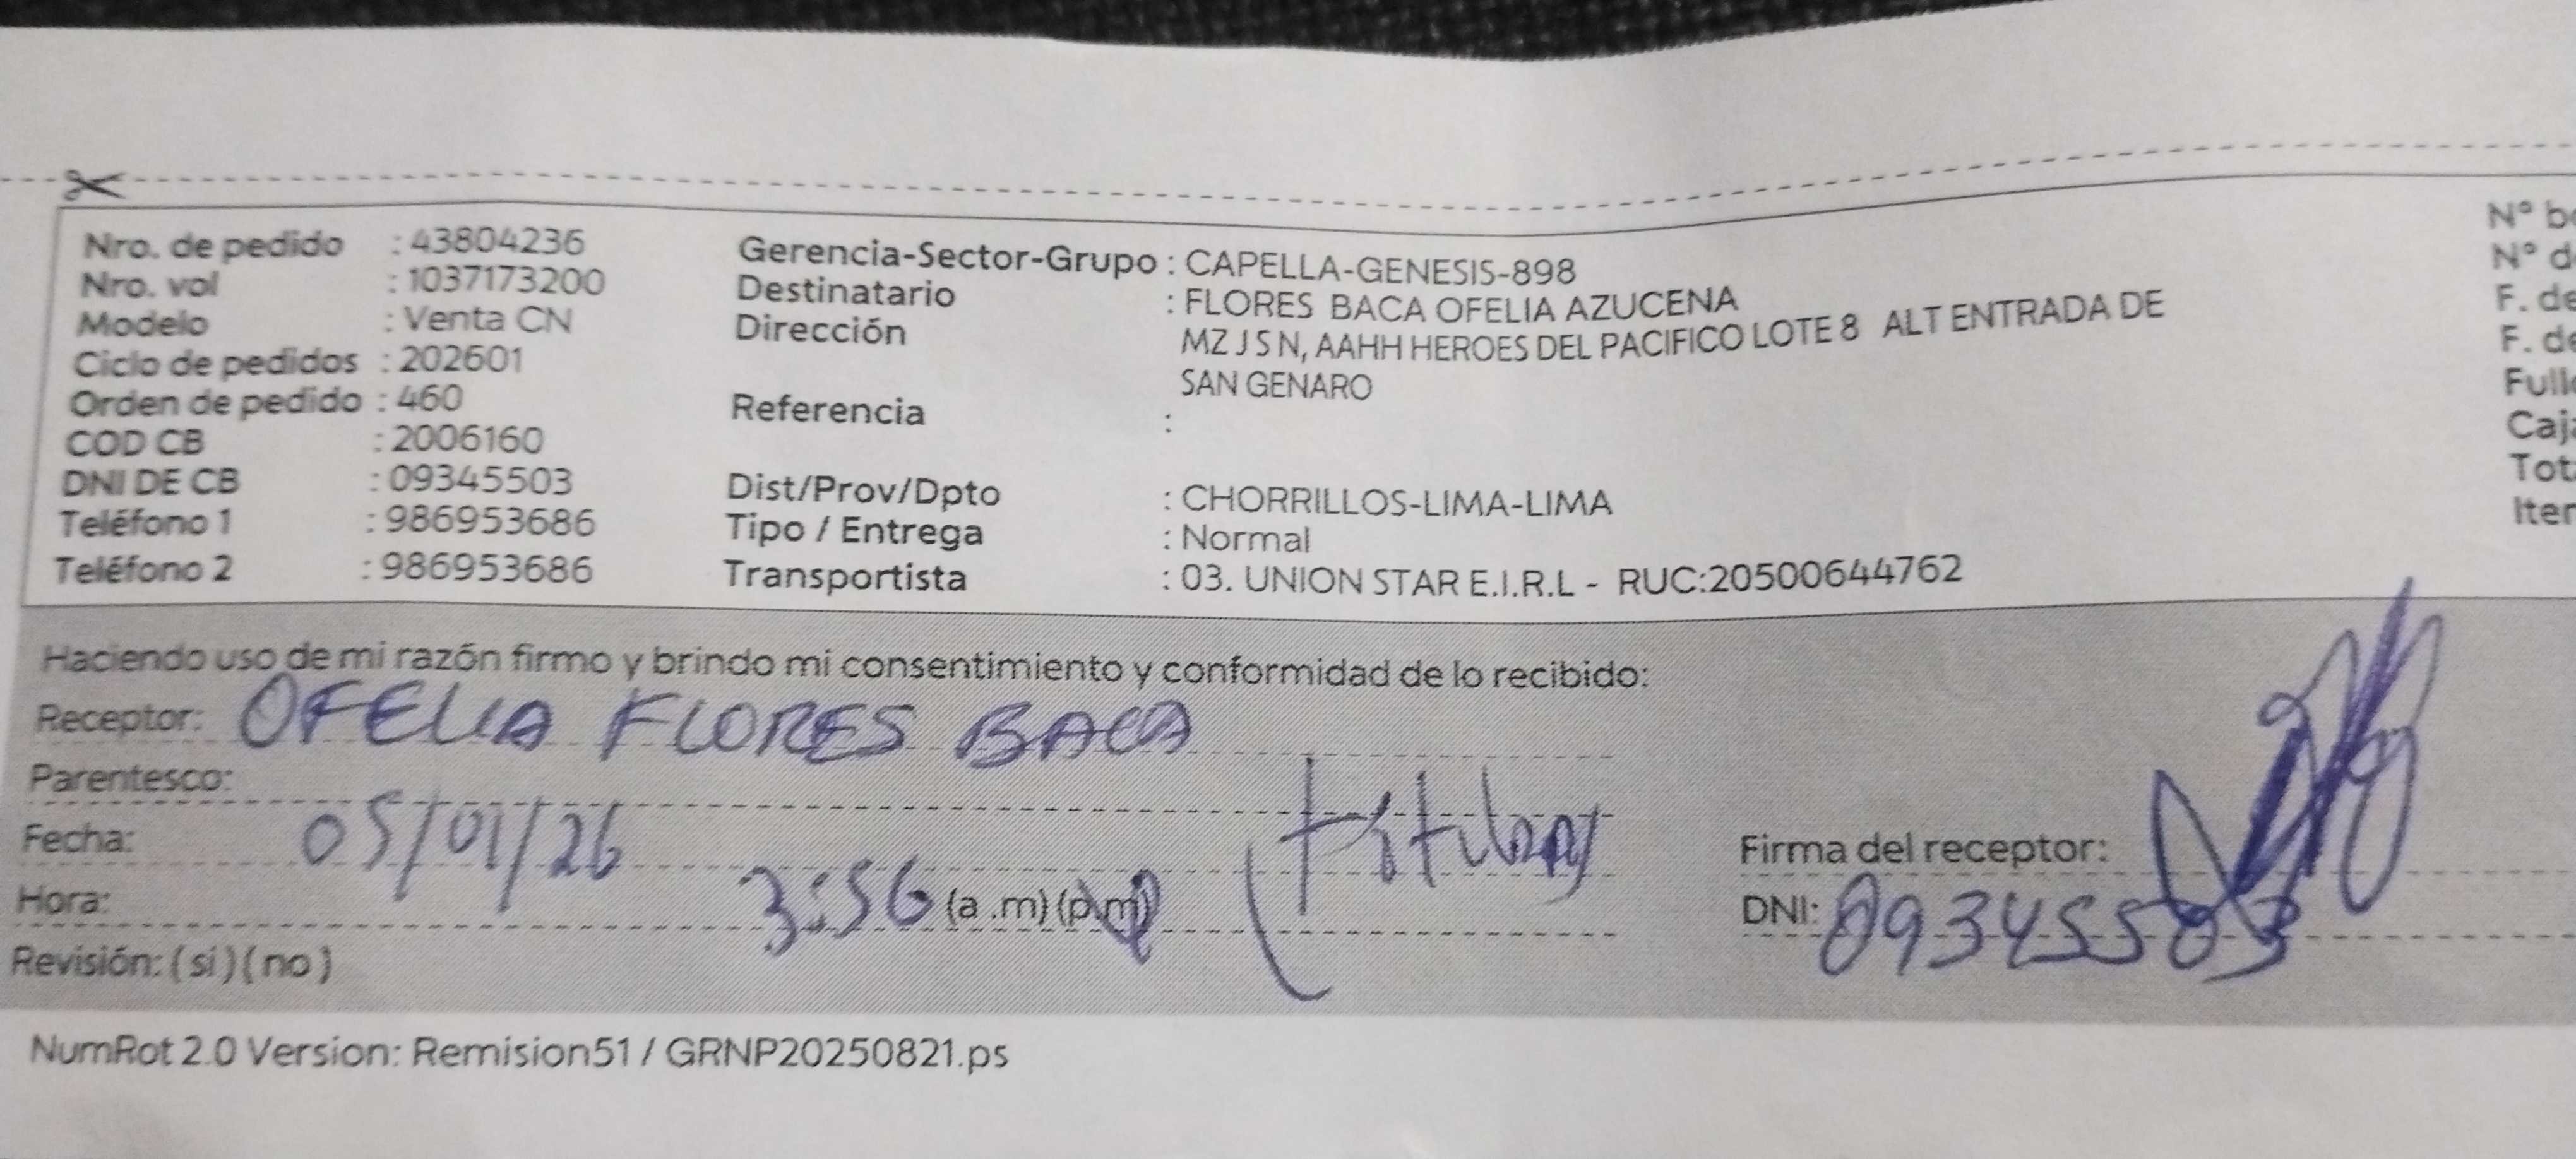 Nro. de pedido : 43804236
Nro. vol : 1037173200
Modelo : Venta CN
Ciclo de pedidos : 202601
Orden de pedido : 460
COD CB : 2006160
DNI DE CB : 09345503
Teléfono 1 : 986953686
Teléfono 2 : 986953686
Gerencia-Sector-Grupo : CAPELLA-GENESIS-898
Destinatario : FLORES BACA OFELIA AZUCENA
Dirección MZ J S N, AAHH HEROES DEL PACIFICO LOTE 8 ALT ENTRADA DE
SAN GENARO
Referencia :
Dist/Prov/Dpto : CHORRILLOS-LIMA-LIMA
Tipo / Entrega : Normal
Transportista : 03. UNION STAR E.I.R.L - RUC:20500644762
Nº
Nº
F. de
F. de
Haciendo uso de mi razón firmo y brindo mi consentimiento y conformidad de lo recibido:
Receptor: OFELIA FLORES BACA
Parentesco: titular
Fecha: 05/01/26
Hora: 3:56 (a .m) (p.m)
Revisión: ( si ) ( no )
Firma del receptor:
DNI: 09345503
NumRot 2.0 Version: Remision51 / GRNP20250821.ps